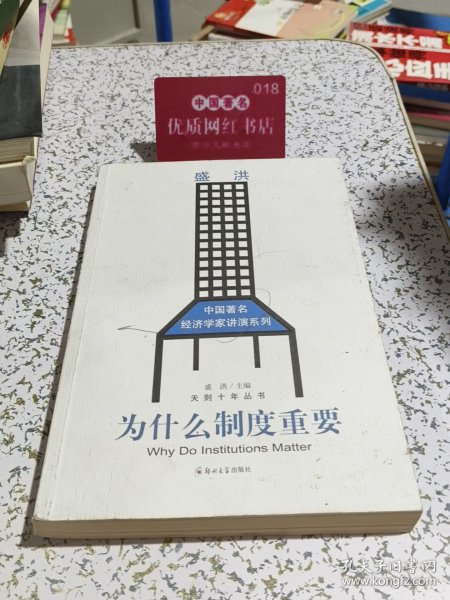 .018
中国著名
优质网红书店
盛洪
中国著名
经济学家讲演系列
盛 洪/主编
天则十年丛书
为什么制度重要
Why Do Institutions Matter
郑州大学出版社
孔夫子旧书网
www.kongfz.com